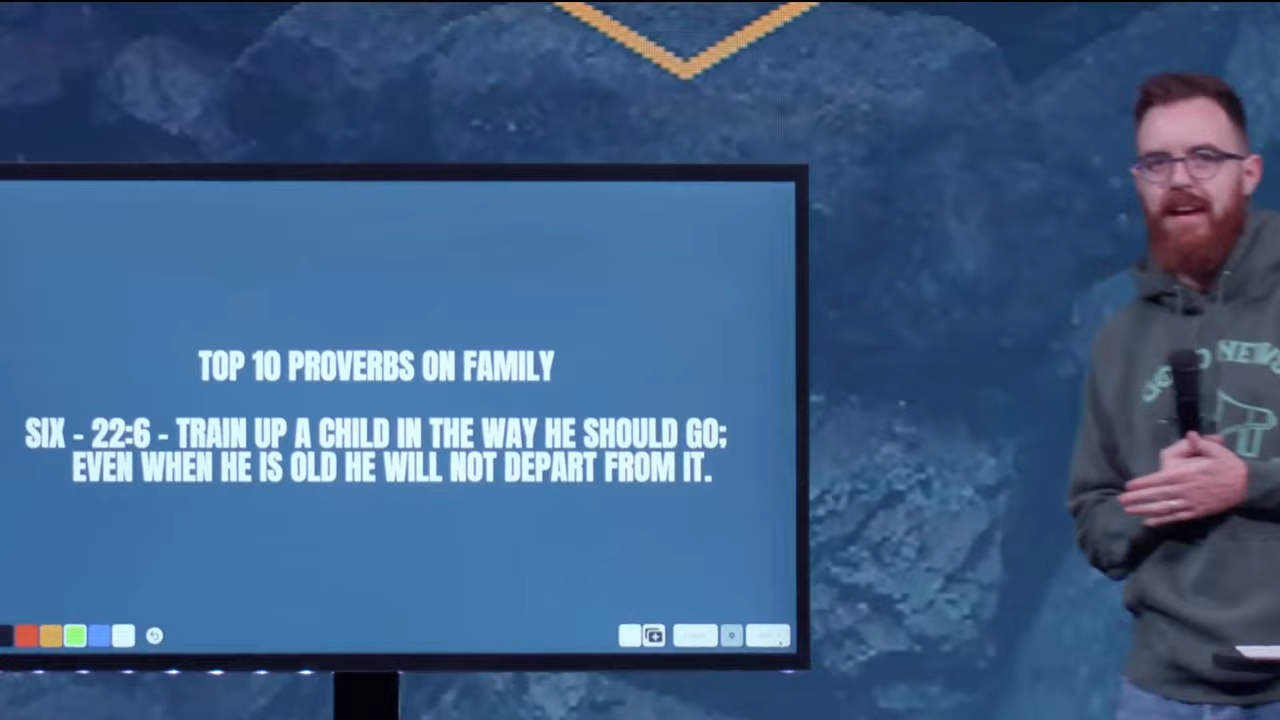 TOP 10 PROVERBS ON FAMILY
SIX - 22:6 - TRAIN UP A CHILD IN THE WAY HE SHOULD GO;
EVEN WHEN HE IS OLD HE WILL NOT DEPART FROM IT.